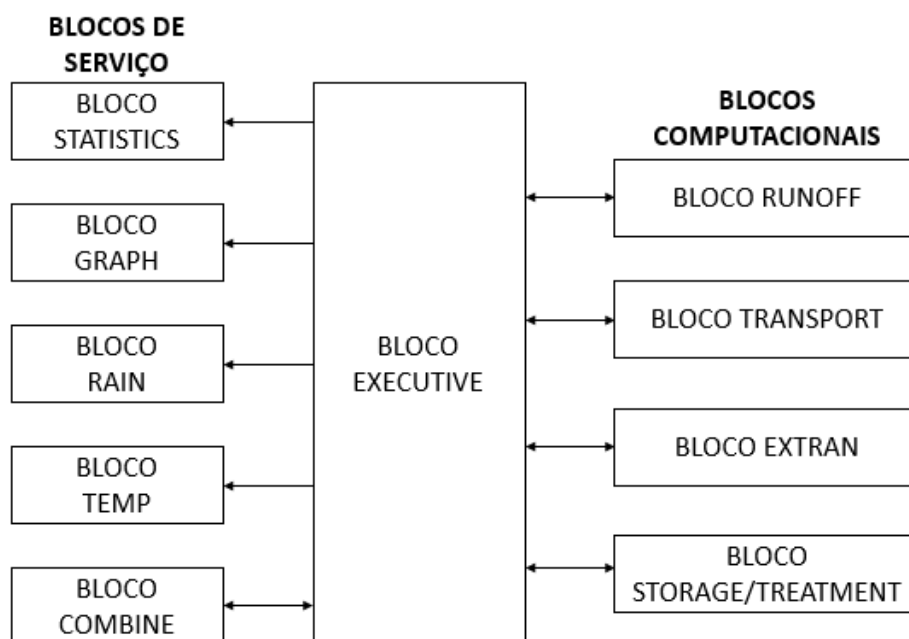 BLOCOS DE
SERVIÇO
BLOCO
STATISTICS
BLOCO
GRAPH
BLOCO
RAIN
BLOCO
TEMP
BLOCO
COMBINE
BLOCO
EXECUTIVE
BLOCOS
COMPUTACIONAIS
BLOCO RUNOFF
BLOCO TRANSPORT
BLOCO EXTRAN
BLOCO
STORAGE/TREATMENT